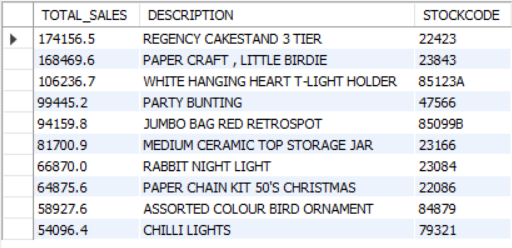 TOTAL_SALES DESCRIPTION STOCKCODE
174156.5 REGENCY CAKESTAND 3 TIER 22423
168469.6 PAPER CRAFT , LITTLE BIRDIE 23843
106236.7 WHITE HANGING HEART T-LIGHT HOLDER 85123A
99445.2 PARTY BUNTING 47566
94159.8 JUMBO BAG RED RETROSPOT 85099B
81700.9 MEDIUM CERAMIC TOP STORAGE JAR 23166
66870.0 RABBIT NIGHT LIGHT 23084
64875.6 PAPER CHAIN KIT 50'S CHRISTMAS 22086
58927.6 ASSORTED COLOUR BIRD ORNAMENT 84879
54096.4 CHILLI LIGHTS 79321